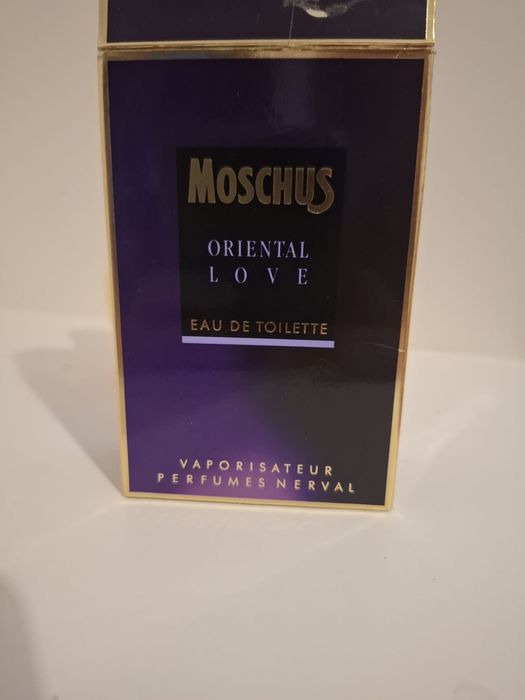 MOSCHUS
ORIENTAL
LOVE
EAU DE TOILETTE
VAPORISATEUR
PERFUMES NERVAL